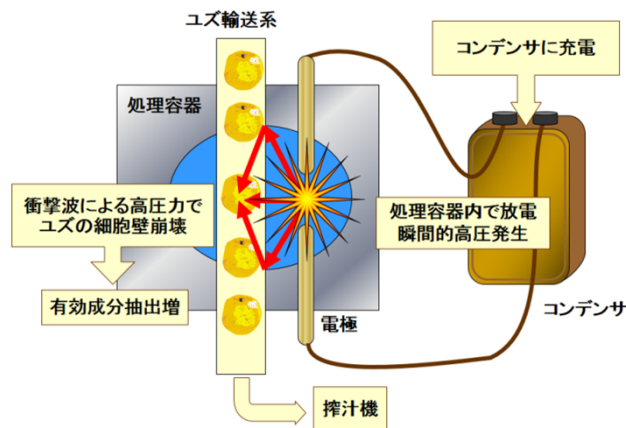 ユズ輸送系
コンデンサに充電
処理容器
衝撃波による高圧力で
ユズの細胞壁崩壊
処理容器内で放電
瞬間的高圧発生
有効成分抽出増
電極
コンデンサ
搾汁機